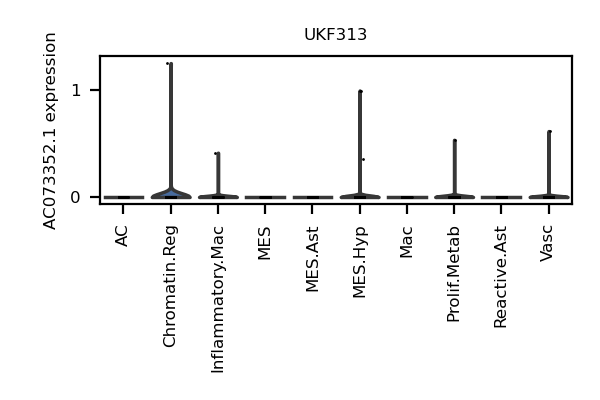 UKF313
AC073352.1 expression
1
0
AC
Chromatin.Reg
Inflammatory.Mac
MES
MES.Ast
MES.Hyp
Mac
Prolif.Metab
Reactive.Ast
Vasc